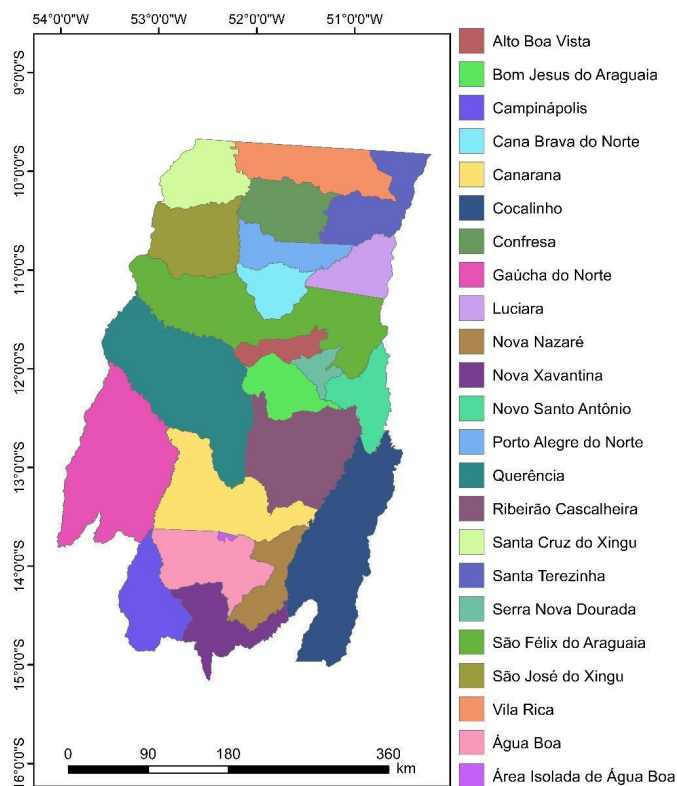 54°0'0"W 53°0'0"W 52°0'0"W 51°0'0"W
9°0'0"S
10°0'0"S
11°0'0"S
12°0'0"S
13°0'0"S
14°0'0"S
15°0'0"S
16°0'0"S
0 90 180 360
km
Alto Boa Vista
Bom Jesus do Araguaia
Campinápolis
Cana Brava do Norte
Canarana
Cocalinho
Confresa
Gaúcha do Norte
Luciara
Nova Nazaré
Nova Xavantina
Novo Santo Antônio
Porto Alegre do Norte
Querência
Ribeirão Cascalheira
Santa Cruz do Xingu
Santa Terezinha
Serra Nova Dourada
São Félix do Araguaia
São José do Xingu
Vila Rica
Água Boa
Área Isolada de Água Boa